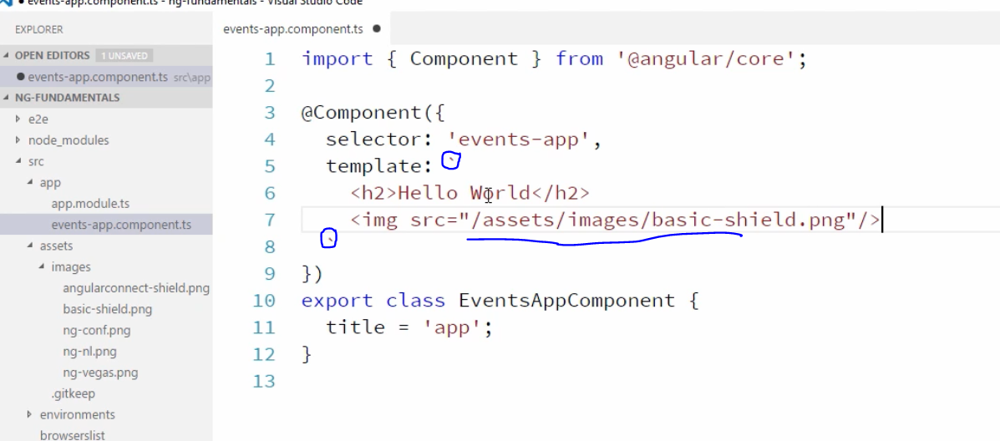 events-app.component.ts - ng-fundamentals - Visual Studio Code
EXPLORER
OPEN EDITORS 1 UNSAVED
events-app.component.ts src\app
NG-FUNDAMENTALS
e2e
node_modules
src
app
app.module.ts
events-app.component.ts
assets
images
angularconnect-shield.png
basic-shield.png
ng-conf.png
ng-nl.png
ng-vegas.png
.gitkeep
environments
browserslist
events-app.component.ts
1 import { Component } from '@angular/core';
2
3 @Component({
4 selector: 'events-app',
5 template: `
6 <h2>Hello World</h2>
7 <img src="/assets/images/basic-shield.png"/>
8 `
9 })
10 export class EventsAppComponent {
11 title = 'app';
12 }
13